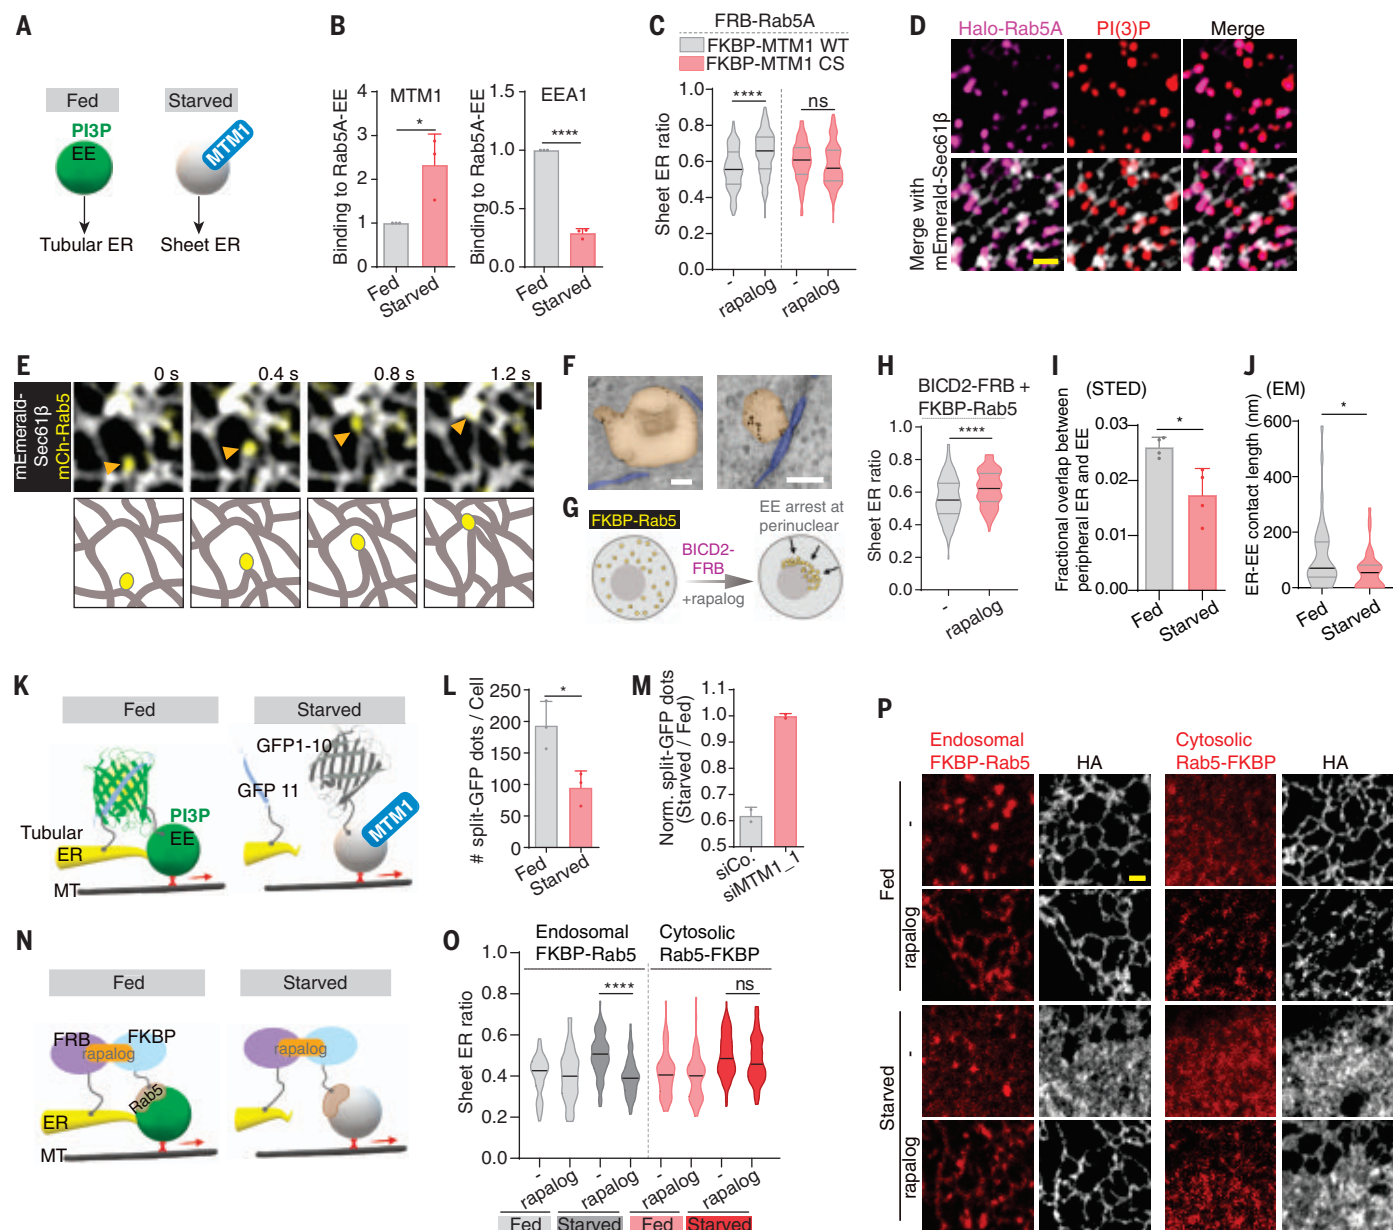 A
Fed
Starved
PI3P
EE
MTM1
Tubular ER
Sheet ER
B
MTM1
EEA1
Binding to Rab5A-EE
5
4
3
2
1
0
*
Fed
Starved
Binding to Rab5A-EE
1.5
1.0
0.5
0.0
****
Fed
Starved
C
FRB-Rab5A
FKBP-MTM1 WT
FKBP-MTM1 CS
Sheet ER ratio
1.0
0.8
0.6
0.4
0.2
0.0
****
ns
-
rapalog
-
rapalog
D
Halo-Rab5A
PI(3)P
Merge
Merge with
mEmerald-Sec61β
E
0 s
0.4 s
0.8 s
1.2 s
mEmerald-
Sec61β
mCh-Rab5
F
G
FKBP-Rab5
BICD2-
FRB
+rapalog
EE arrest at
perinuclear
H
BICD2-FRB +
FKBP-Rab5
Sheet ER ratio
1.0
0.8
0.6
0.4
0.2
0.0
****
-
rapalog
I
(STED)
Fractional overlap between
peripheral ER and EE
0.03
0.02
0.01
0.00
*
Fed
Starved
J
(EM)
ER-EE contact length (nm)
600
400
200
0
*
Fed
Starved
K
Fed
Starved
GFP1-10
GFP 11
PI3P
EE
MTM1
Tubular
ER
MT
L
# split-GFP dots / Cell
250
200
150
100
50
0
*
Fed
Starved
M
Norm. split-GFP dots
(Starved / Fed)
1.1
1.0
0.9
0.8
0.7
0.6
0.5
siCo.
siMTM1_1
N
Fed
Starved
FRB
FKBP
rapalog
Rab5
ER
MT
rapalog
O
Endosomal
FKBP-Rab5
Cytosolic
Rab5-FKBP
Sheet ER ratio
1.0
0.8
0.6
0.4
0.2
0.0
****
ns
-
rapalog
-
rapalog
-
rapalog
-
rapalog
Fed
Starved
Fed
Starved
P
Endosomal
FKBP-Rab5
HA
Cytosolic
Rab5-FKBP
HA
Fed
-
rapalog
Starved
-
rapalog